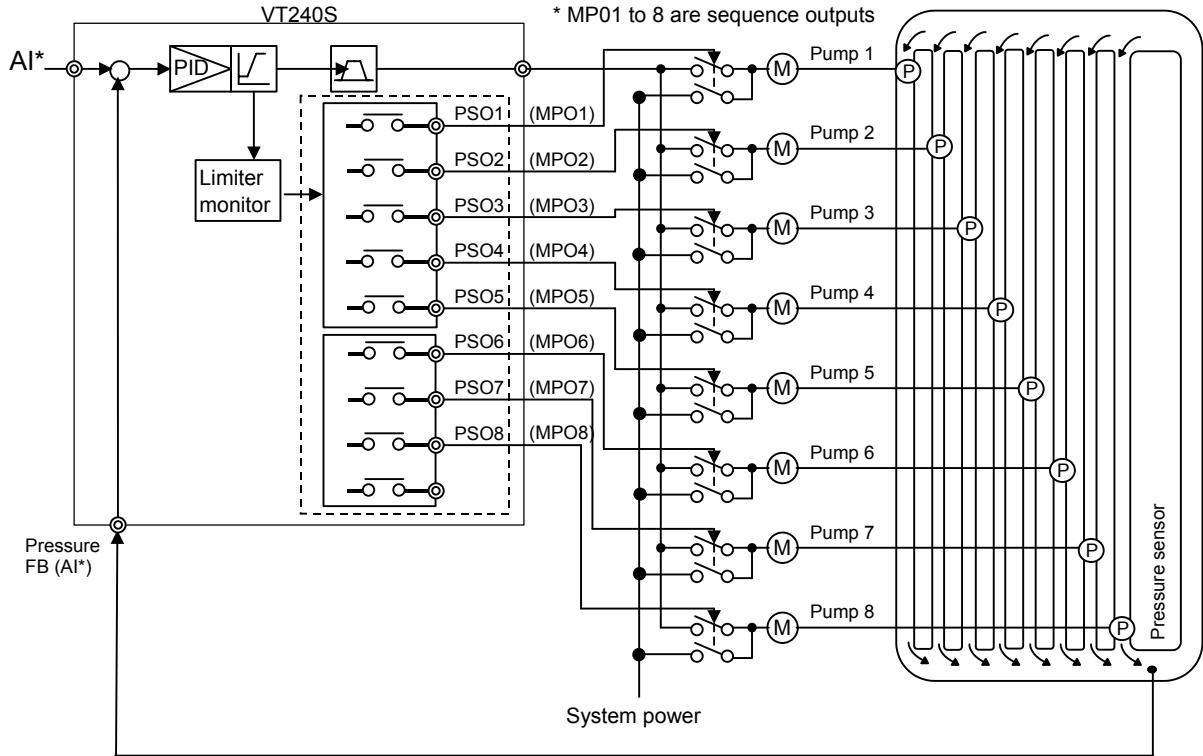 VT240S
* MP01 to 8 are sequence outputs
AI*
PID
Limiter
monitor
PSO1 (MPO1)
PSO2 (MPO2)
PSO3 (MPO3)
PSO4 (MPO4)
PSO5 (MPO5)
PSO6 (MPO6)
PSO7 (MPO7)
PSO8 (MPO8)
M Pump 1 P
M Pump 2 P
M Pump 3 P
M Pump 4 P
M Pump 5 P
M Pump 6 P
M Pump 7 P
M Pump 8 P
Pressure sensor
Pressure
FB (AI*)
System power